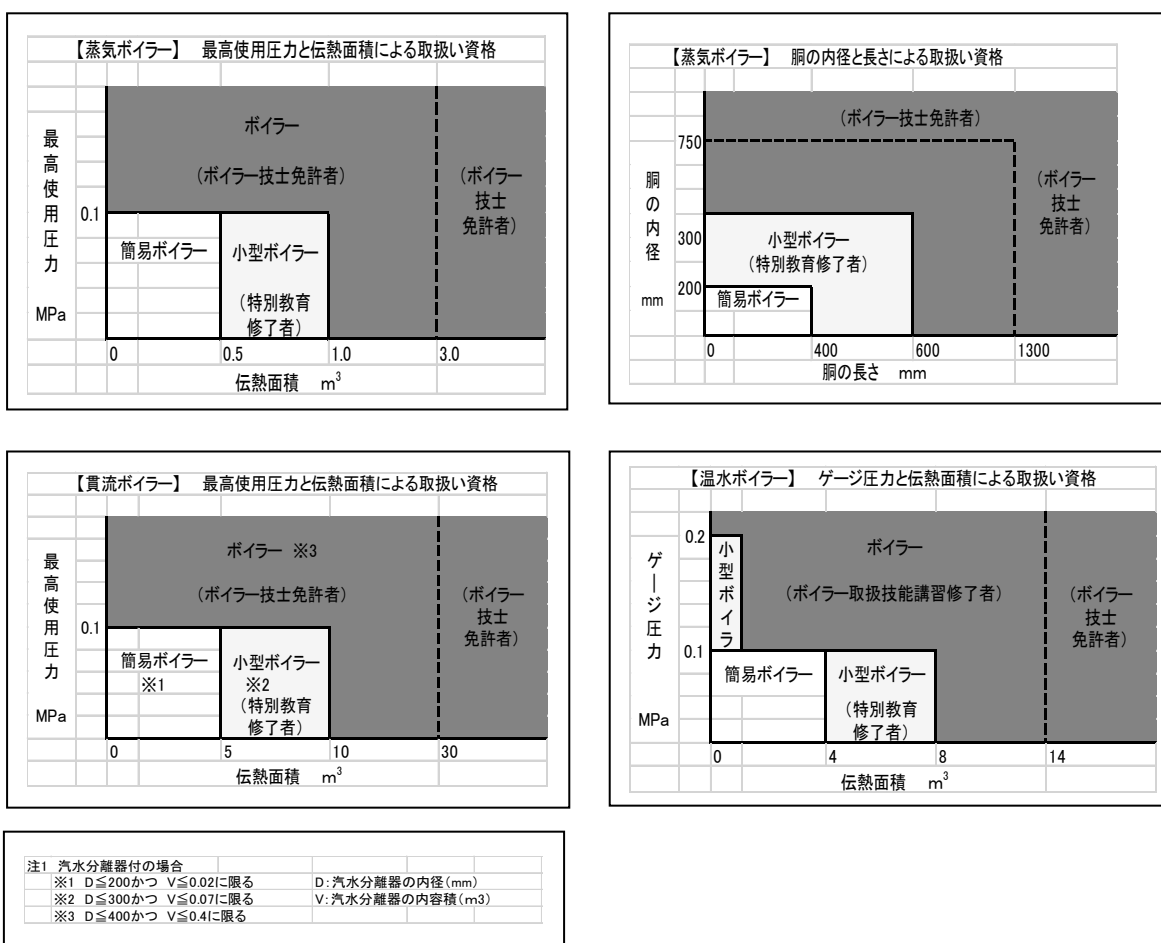 【蒸気ボイラー】 最高使用圧力と伝熱面積による取扱い資格
最高使用圧力
MPa
0.1
ボイラー
（ボイラー技士免許者）
（ボイラー
技士
免許者）
簡易ボイラー
小型ボイラー
（特別教育
修了者）
0 0.5 1.0 3.0
伝熱面積 m³
【蒸気ボイラー】 胴の内径と長さによる取扱い資格
胴の内径
mm
750
300
200
（ボイラー技士免許者）
（ボイラー
技士
免許者）
小型ボイラー
（特別教育修了者）
簡易ボイラー
0 400 600 1300
胴の長さ mm
【貫流ボイラー】 最高使用圧力と伝熱面積による取扱い資格
最高使用圧力
MPa
0.1
ボイラー ※3
（ボイラー技士免許者）
（ボイラー
技士
免許者）
簡易ボイラー
※1
小型ボイラー
※2
（特別教育
修了者）
0 5 10 30
伝熱面積 m³
【温水ボイラー】 ゲージ圧力と伝熱面積による取扱い資格
ゲージ圧力
MPa
0.2
0.1
小型ボイラ
ボイラー
（ボイラー取扱技能講習修了者）
（ボイラー
技士
免許者）
簡易ボイラー
小型ボイラー
（特別教育
修了者）
0 4 8 14
伝熱面積 m³
注1 汽水分離器付の場合
※1 D≦200かつ V≦0.02に限る D:汽水分離器の内径(mm)
※2 D≦300かつ V≦0.07に限る V:汽水分離器の内容積(m3)
※3 D≦400かつ V≦0.4に限る